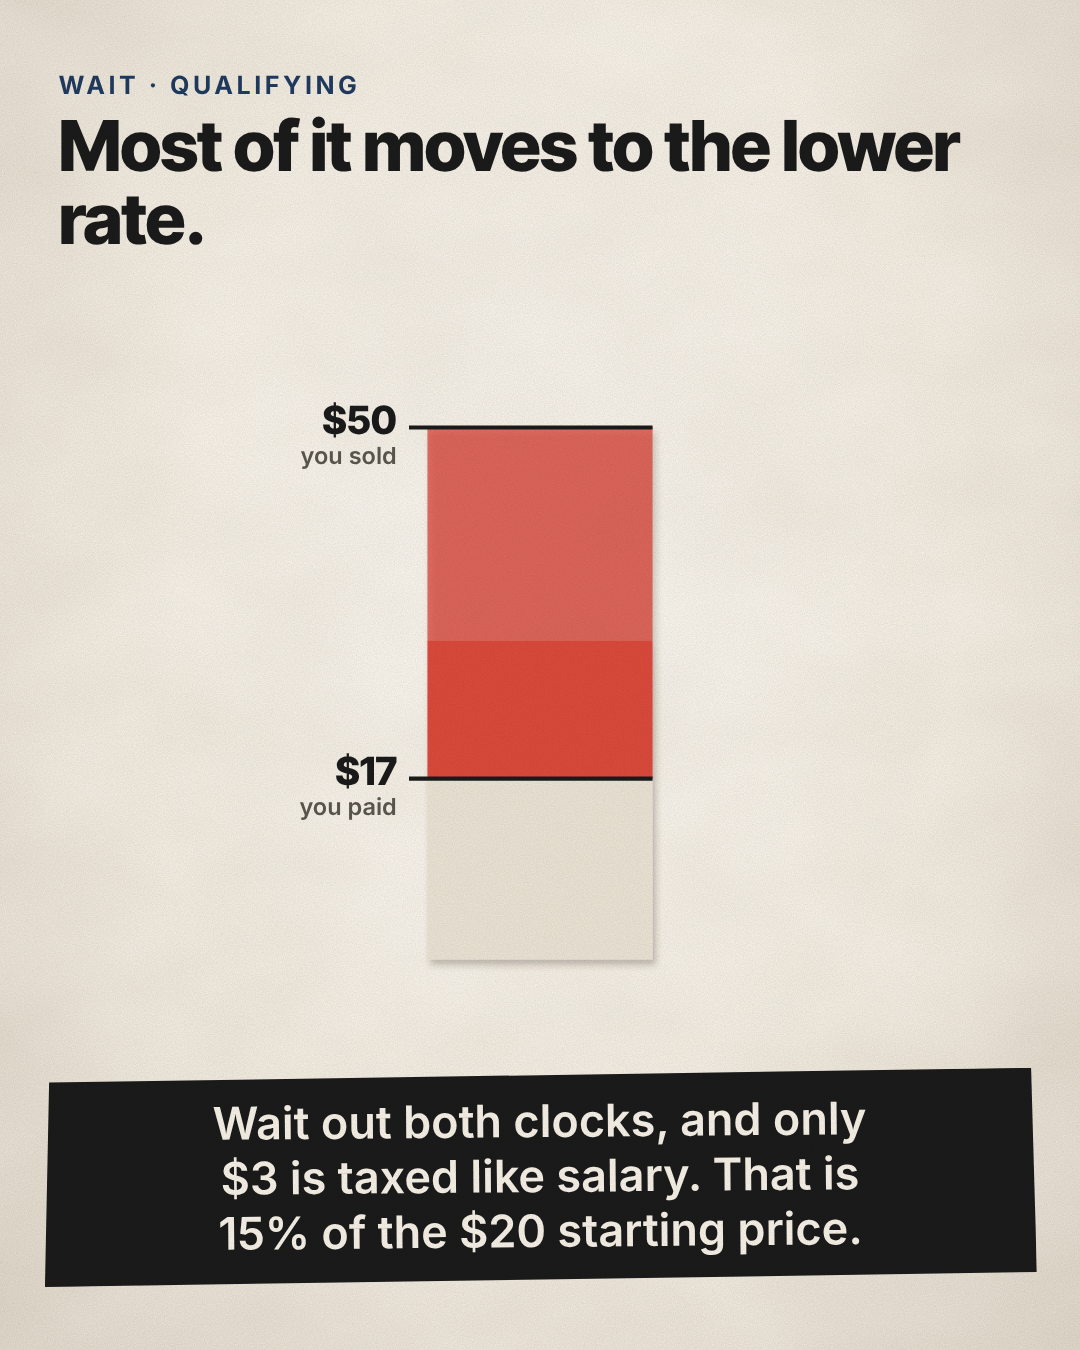 WAIT · QUALIFYING
Most of it moves to the lower
rate.
$50
you sold
$17
you paid
Wait out both clocks, and only
$3 is taxed like salary. That is
15% of the $20 starting price.